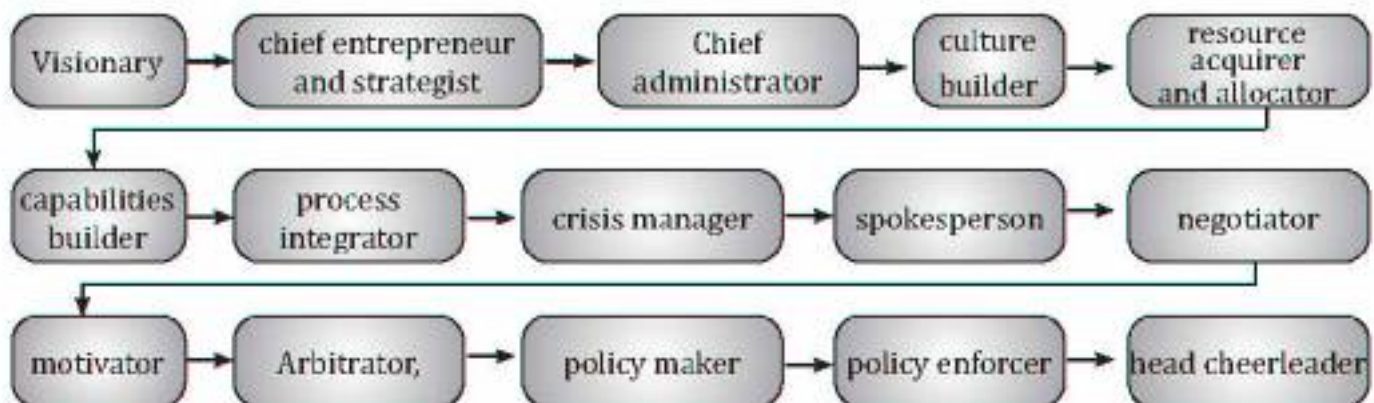 Visionary
chief entrepreneur
and strategist
Chief
administrator
culture
builder
resource
acquirer
and allocator
capabilities
builder
process
integrator
crisis manager
spokesperson
negotiator
motivator
Arbitrator,
policy maker
policy enforcer
head cheerleader